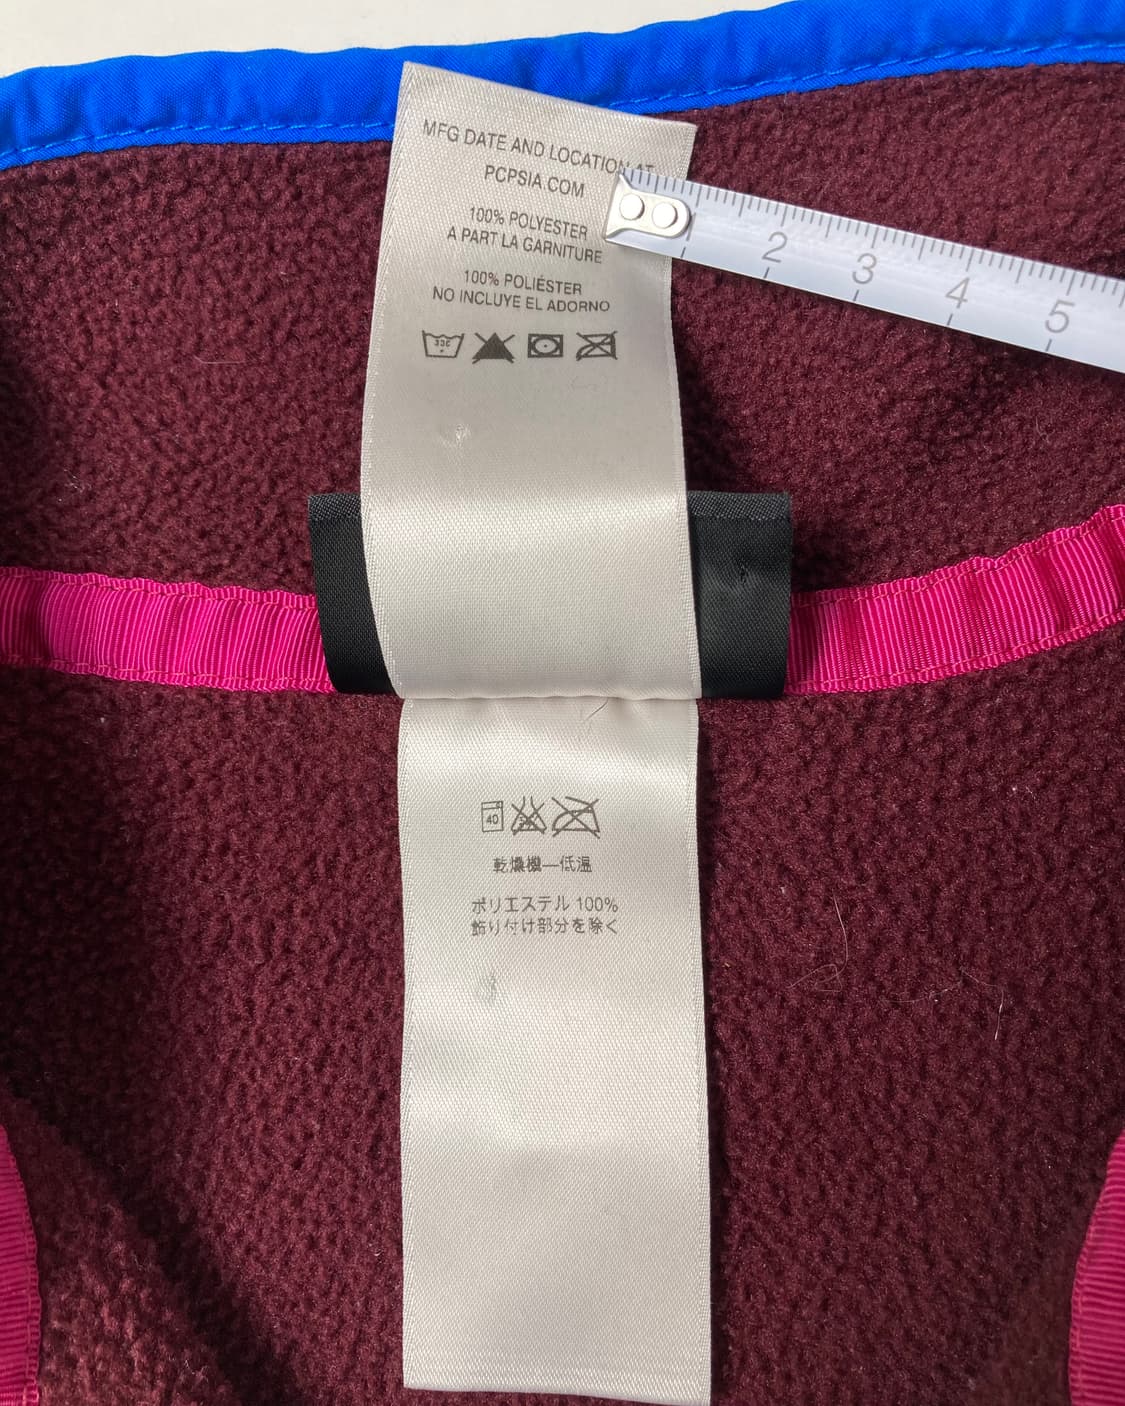 MFG DATE AND LOCATION AT
PCPSIA.COM
100% POLYESTER
A PART LA GARNITURE
100% POLIÉSTER
NO INCLUYE EL ADORNO
2 3 4 5
40
乾燥機—低温
ポリエステル 100%
飾り付け部分を除く